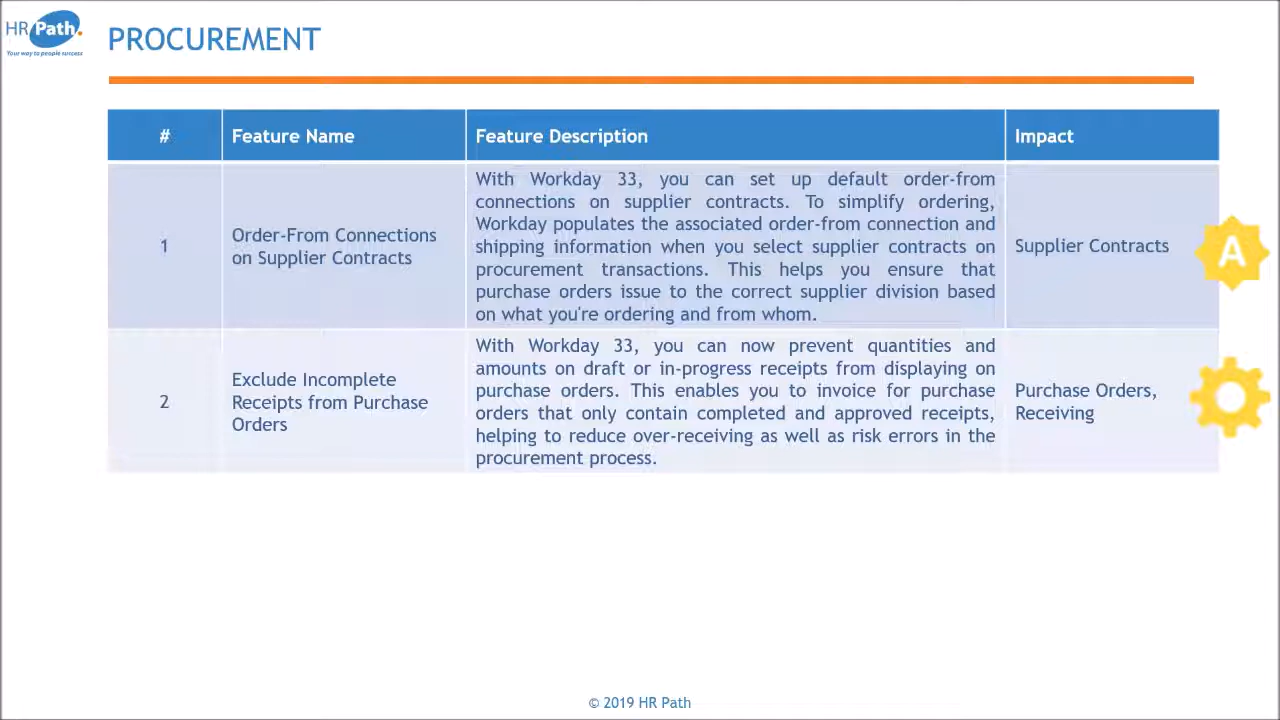 HR Path.
Your way to people success
PROCUREMENT
#
Feature Name
Feature Description
Impact
1
Order-From Connections
on Supplier Contracts
With Workday 33, you can set up default order-from
connections on supplier contracts. To simplify ordering,
Workday populates the associated order-from connection and
shipping information when you select supplier contracts on
procurement transactions. This helps you ensure that
purchase orders issue to the correct supplier division based
on what you're ordering and from whom.
Supplier Contracts
A
2
Exclude Incomplete
Receipts from Purchase
Orders
With Workday 33, you can now prevent quantities and
amounts on draft or in-progress receipts from displaying on
purchase orders. This enables you to invoice for purchase
orders that only contain completed and approved receipts,
helping to reduce over-receiving as well as risk errors in the
procurement process.
Purchase Orders,
Receiving
© 2019 HR Path